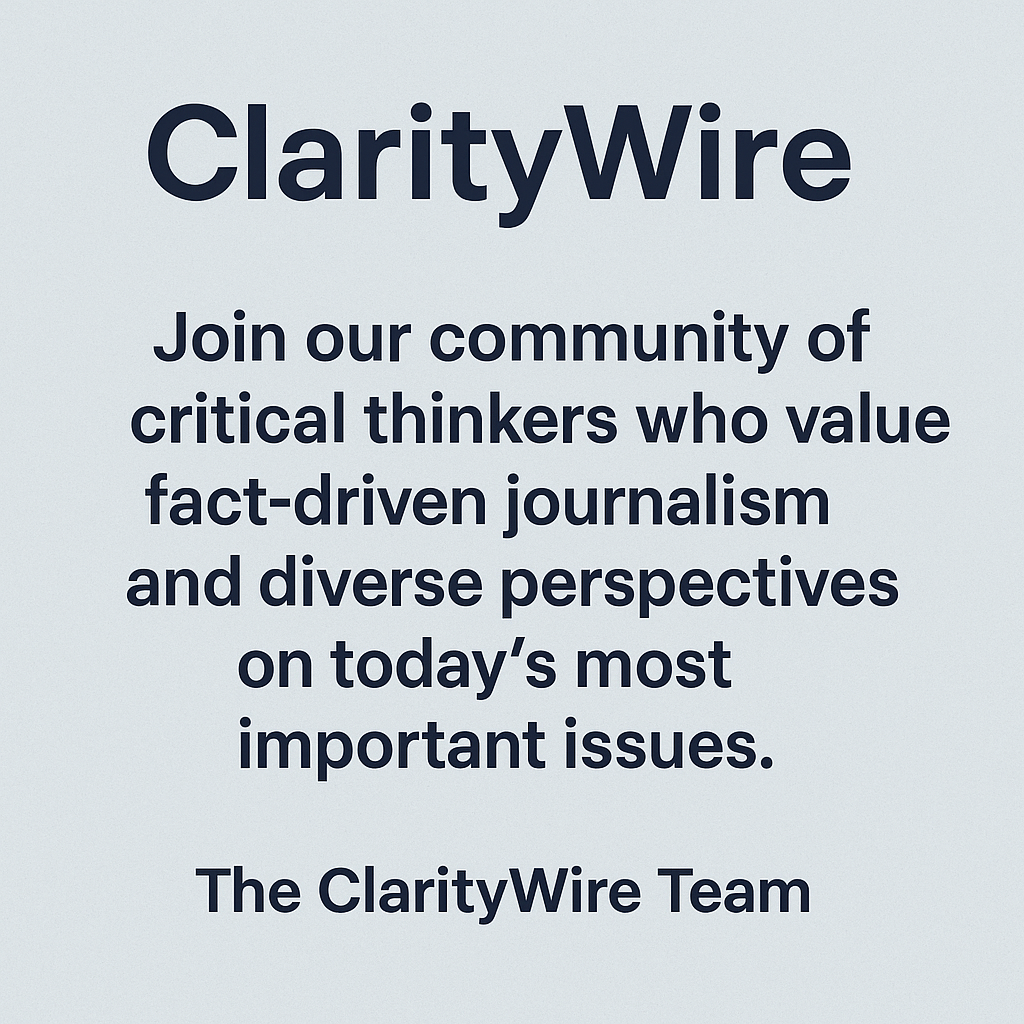 ClarityWire
Join our community of
critical thinkers who value
fact-driven journalism
and diverse perspectives
on today’s most
important issues.
The ClarityWire Team